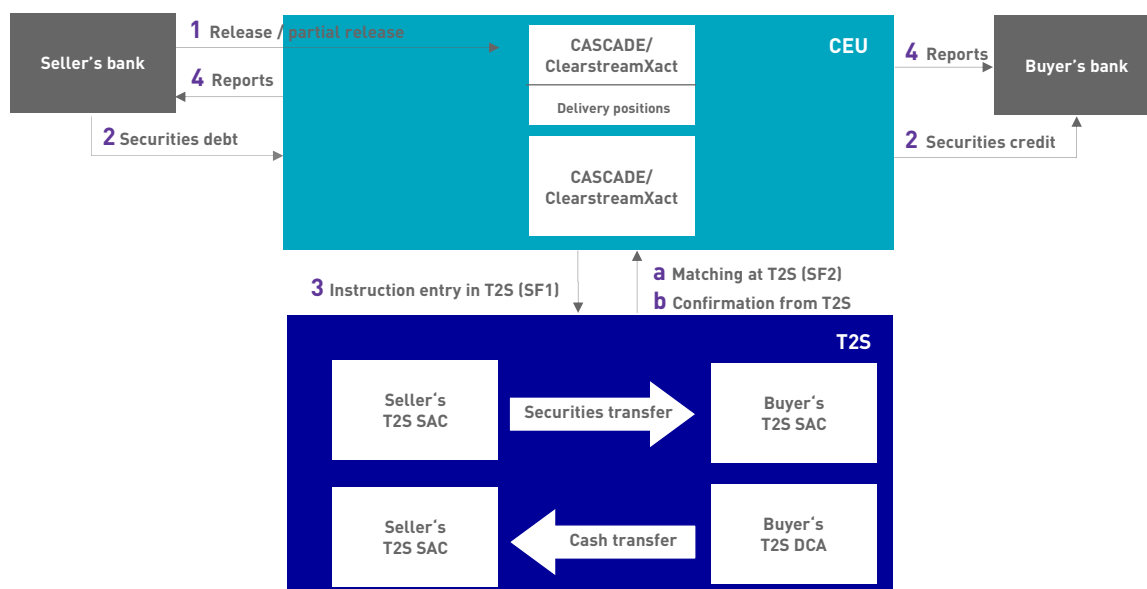 1 Release / partial release
Seller's bank
4 Reports
2 Securities debt
CASCADE/
ClearstreamXact
Delivery positions
CASCADE/
ClearstreamXact
CEU
4 Reports
Buyer's bank
2 Securities credit
3 Instruction entry in T2S (SF1)
a Matching at T2S (SF2)
b Confirmation from T2S
T2S
Seller‘s
T2S SAC
Securities transfer
Buyer‘s
T2S SAC
Seller‘s
T2S SAC
Cash transfer
Buyer‘s
T2S DCA